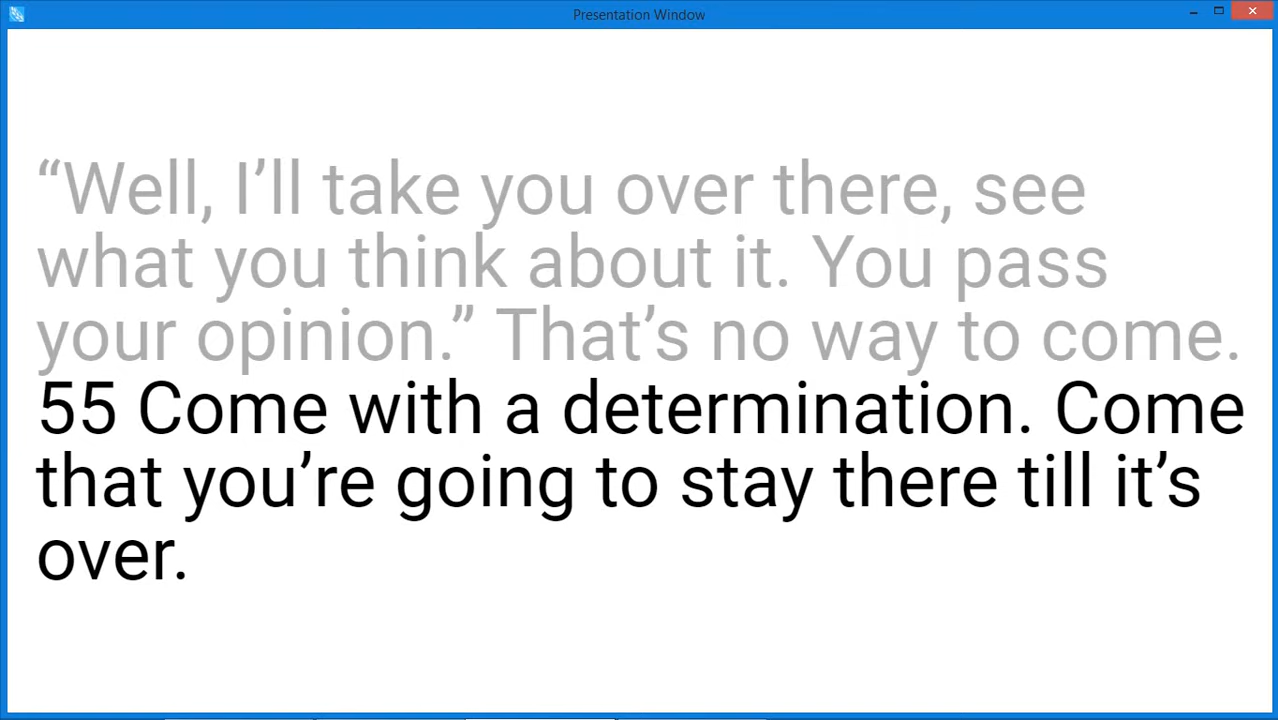 Presentation Window
“Well, I’ll take you over there, see
what you think about it. You pass
your opinion.” That’s no way to come.
55 Come with a determination. Come
that you’re going to stay there till it’s
over.